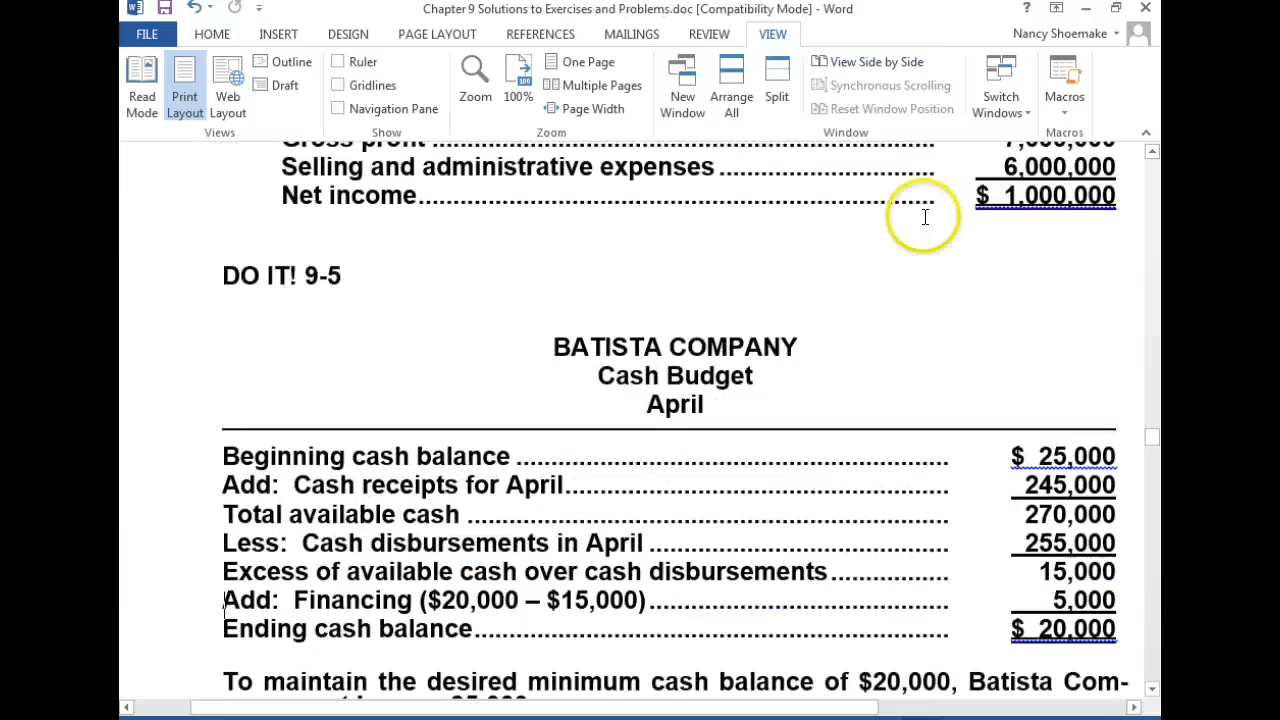 Chapter 9 Solutions to Exercises and Problems.doc [Compatibility Mode] - Word
FILE HOME INSERT DESIGN PAGE LAYOUT REFERENCES MAILINGS REVIEW VIEW Nancy Shoemake
Read Mode
Print Layout
Web Layout
Outline
Draft
Views
Ruler
Gridlines
Navigation Pane
Show
Zoom
100%
One Page
Multiple Pages
Page Width
Zoom
New Window
Arrange All
Split
View Side by Side
Synchronous Scrolling
Reset Window Position
Window
Switch Windows
Macros
Macros
Gross profit ............................................................ 7,000,000
Selling and administrative expenses ........................... 6,000,000
Net income................................................................ $ 1,000,000
DO IT! 9-5
BATISTA COMPANY
Cash Budget
April
Beginning cash balance ...................................................... $ 25,000
Add: Cash receipts for April................................................ 245,000
Total available cash ............................................................ 270,000
Less: Cash disbursements in April ..................................... 255,000
Excess of available cash over cash disbursements............... 15,000
Add: Financing ($20,000 – $15,000)..................................... 5,000
Ending cash balance............................................................ $ 20,000
To maintain the desired minimum cash balance of $20,000, Batista Com-